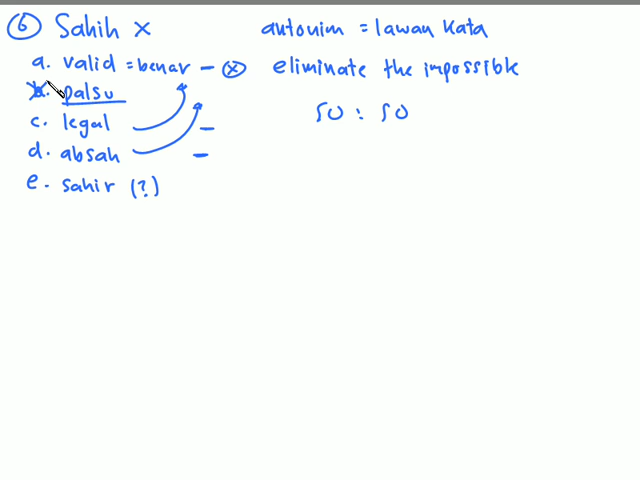 6 Sahih × antonim = lawan kata
a. valid = benar - × eliminate the impossible
b. palsu 50 : 50
c. legal -
d. absah -
e. sahir (?)